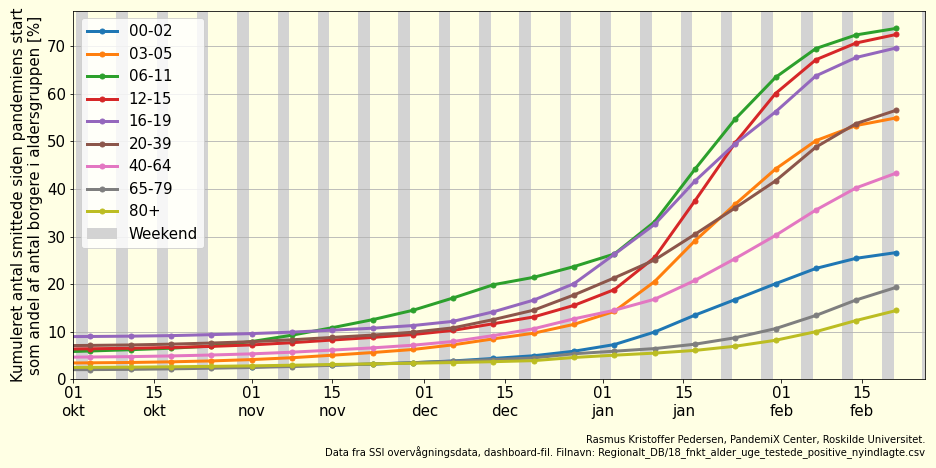 Kumuleret antal smittede siden pandemiens start
som andel af antal borgere i aldersgruppen [%]
70
60
50
40
30
20
10
0
00-02
03-05
06-11
12-15
16-19
20-39
40-64
65-79
80+
Weekend
01 15 01 15 01 15 01 15 01 15
okt okt nov nov dec dec jan jan feb feb
Rasmus Kristoffer Pedersen, PandemiX Center, Roskilde Universitet.
Data fra SSI overvågningsdata, dashboard-fil. Filnavn: Regionalt_DB/18_fnkt_alder_uge_testede_positive_nyindlagte.csv